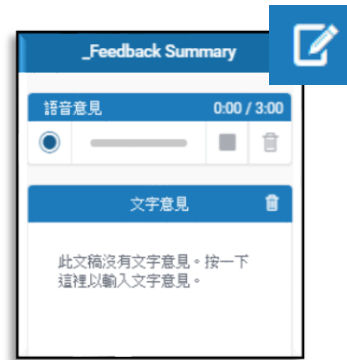 _Feedback Summary
語音意見 0:00 / 3:00
文字意見
此文稿沒有文字意見。按一下
這裡以輸入文字意見。